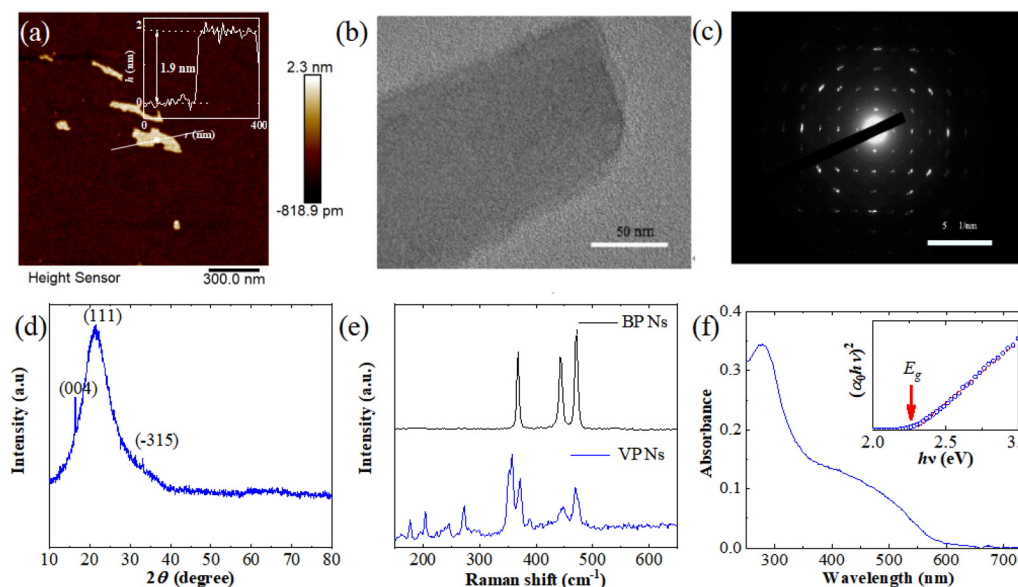 (a)
2
h (nm)
1.9 nm
0
0
r (nm)
400
2.3 nm
-818.9 pm
Height Sensor
300.0 nm
(b)
50 nm
(c)
5 1/nm
(d)
Intensity (a.u)
(111)
(004)
(-315)
10 20 30 40 50 60 70 80
2θ (degree)
(e)
Intensity (a.u.)
BP Ns
VP Ns
200 300 400 500 600
Raman shift (cm⁻¹)
(f)
Absorbance
0.4
0.3
0.2
0.1
0.0
300 400 500 600 700
Wavelength (nm)
(α₀hν)²
E_g
2.0 2.5 3.
hν (eV)